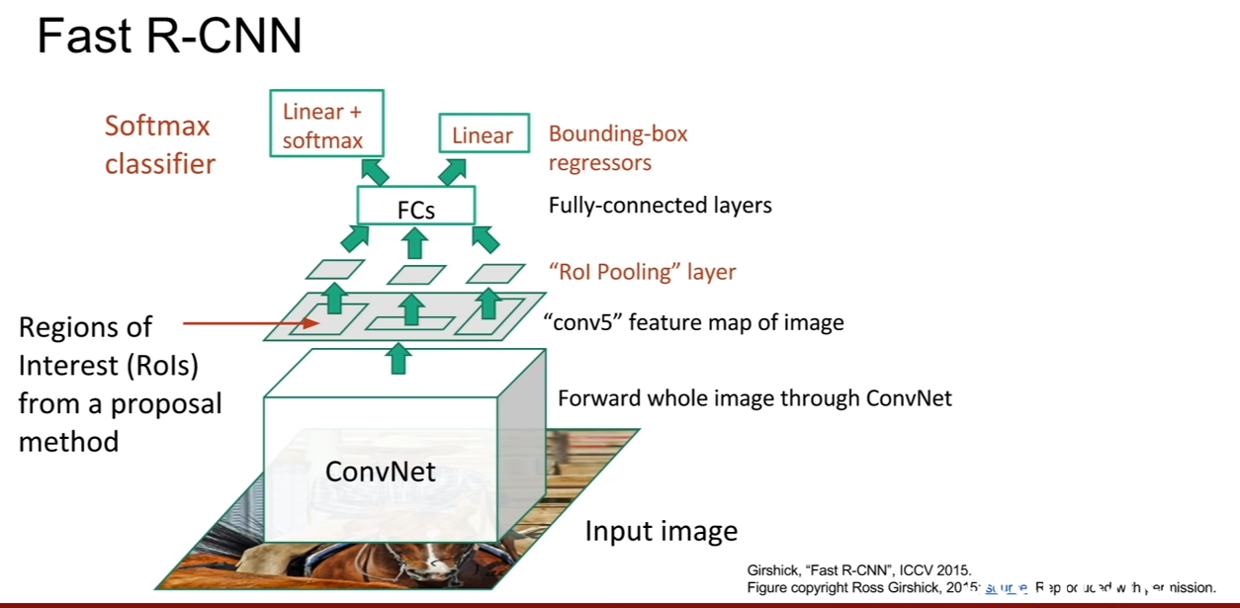 Fast R-CNN
Softmax
classifier
Linear +
softmax
Linear
Bounding-box
regressors
FCs
Fully-connected layers
“RoI Pooling” layer
Regions of
Interest (RoIs)
from a proposal
method
“conv5” feature map of image
Forward whole image through ConvNet
ConvNet
Input image
Girshick, “Fast R-CNN”, ICCV 2015.
Figure copyright Ross Girshick, 2015; source. Reproduced with permission.